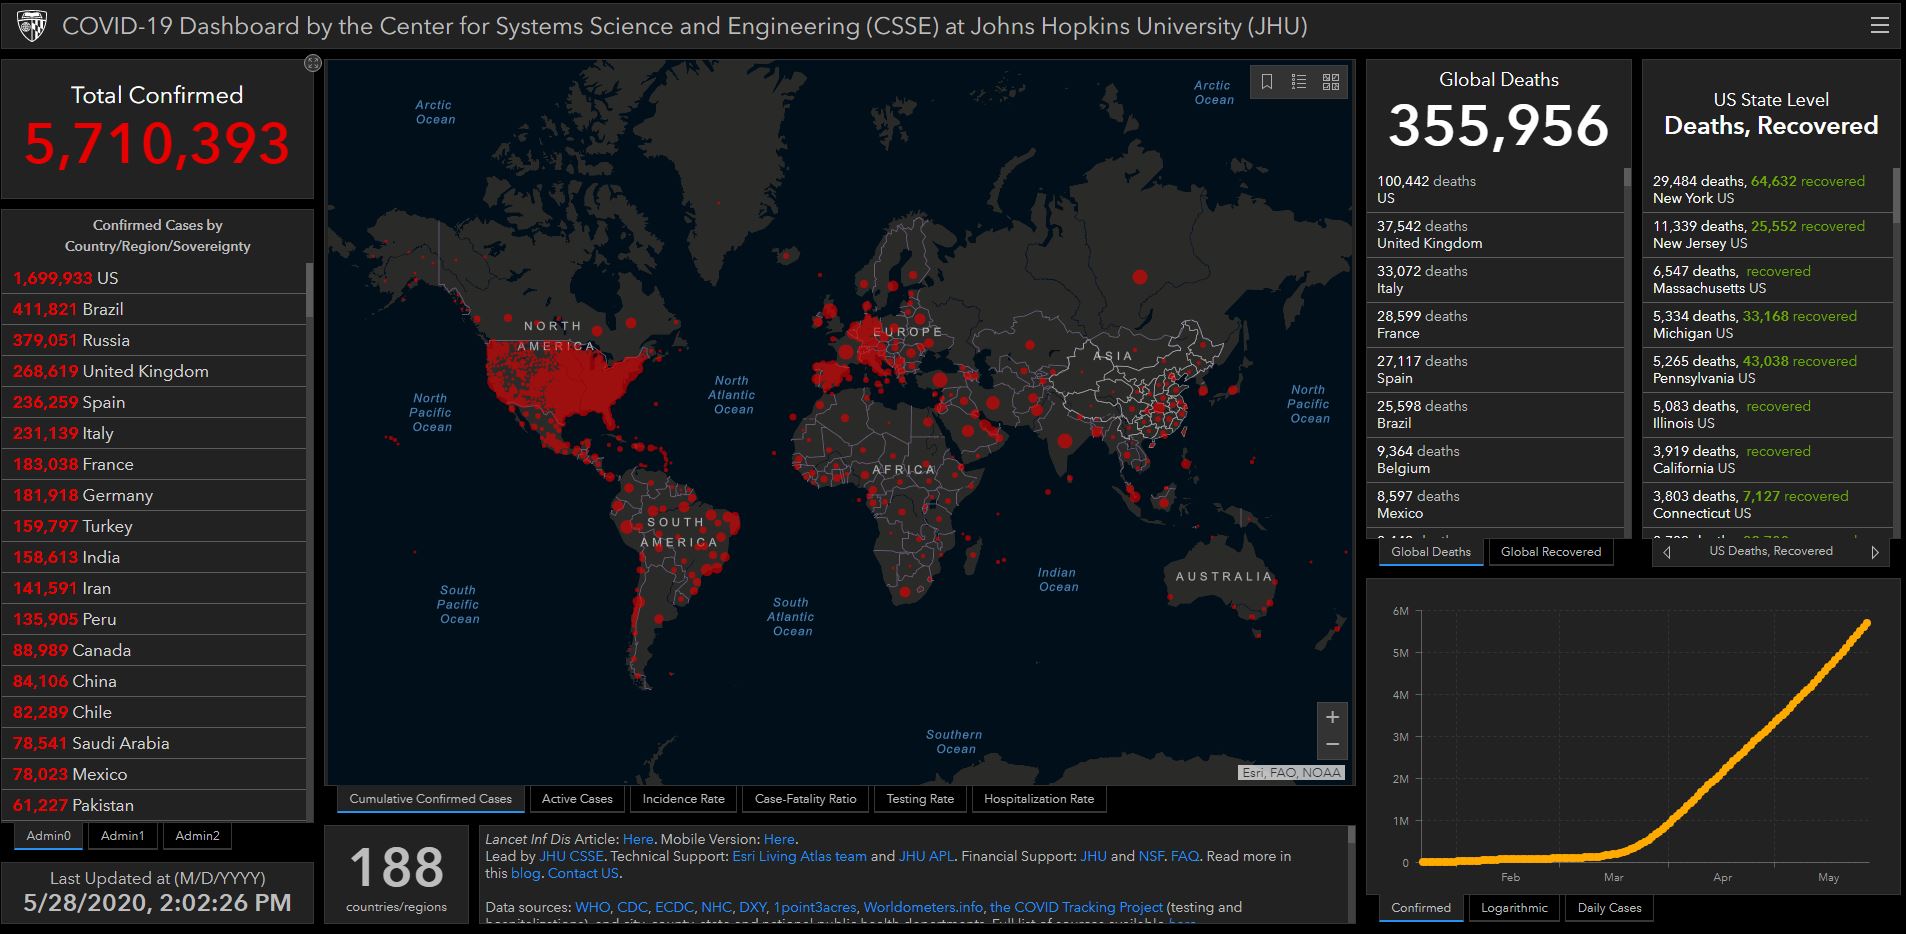 COVID-19 Dashboard by the Center for Systems Science and Engineering (CSSE) at Johns Hopkins University (JHU)
Total Confirmed
5,710,393
Confirmed Cases by
Country/Region/Sovereignty
1,699,933 US
411,821 Brazil
379,051 Russia
268,619 United Kingdom
236,259 Spain
231,139 Italy
183,038 France
181,918 Germany
159,797 Turkey
158,613 India
141,591 Iran
135,905 Peru
88,989 Canada
84,106 China
82,289 Chile
78,541 Saudi Arabia
78,023 Mexico
61,227 Pakistan
Admin0 Admin1 Admin2
Last Updated at (M/D/YYYY)
5/28/2020, 2:02:26 PM
Arctic
Ocean
Arctic
Ocean
NORTH
AMERICA
EUROPE
ASIA
North
Pacific
Ocean
North
Atlantic
Ocean
North
Pacific
Ocean
AFRICA
SOUTH
AMERICA
AUSTRALIA
Indian
Ocean
South
Pacific
Ocean
South
Atlantic
Ocean
Southern
Ocean
Esri, FAO, NOAA
Cumulative Confirmed Cases Active Cases Incidence Rate Case-Fatality Ratio Testing Rate Hospitalization Rate
188
countries/regions
Lancet Inf Dis Article: Here. Mobile Version: Here.
Lead by JHU CSSE. Technical Support: Esri Living Atlas team and JHU APL. Financial Support: JHU and NSF. FAQ. Read more in
this blog. Contact US.
Data sources: WHO, CDC, ECDC, NHC, DXY, 1point3acres, Worldometers.info, the COVID Tracking Project (testing and
Global Deaths
355,956
100,442 deaths
US
37,542 deaths
United Kingdom
33,072 deaths
Italy
28,599 deaths
France
27,117 deaths
Spain
25,598 deaths
Brazil
9,364 deaths
Belgium
8,597 deaths
Mexico
Global Deaths Global Recovered
US State Level
Deaths, Recovered
29,484 deaths, 64,632 recovered
New York US
11,339 deaths, 25,552 recovered
New Jersey US
6,547 deaths, recovered
Massachusetts US
5,334 deaths, 33,168 recovered
Michigan US
5,265 deaths, 43,038 recovered
Pennsylvania US
5,083 deaths, recovered
Illinois US
3,919 deaths, recovered
California US
3,803 deaths, 7,127 recovered
Connecticut US
US Deaths, Recovered
6M
5M
4M
3M
2M
1M
0
Feb Mar Apr May
Confirmed Logarithmic Daily Cases